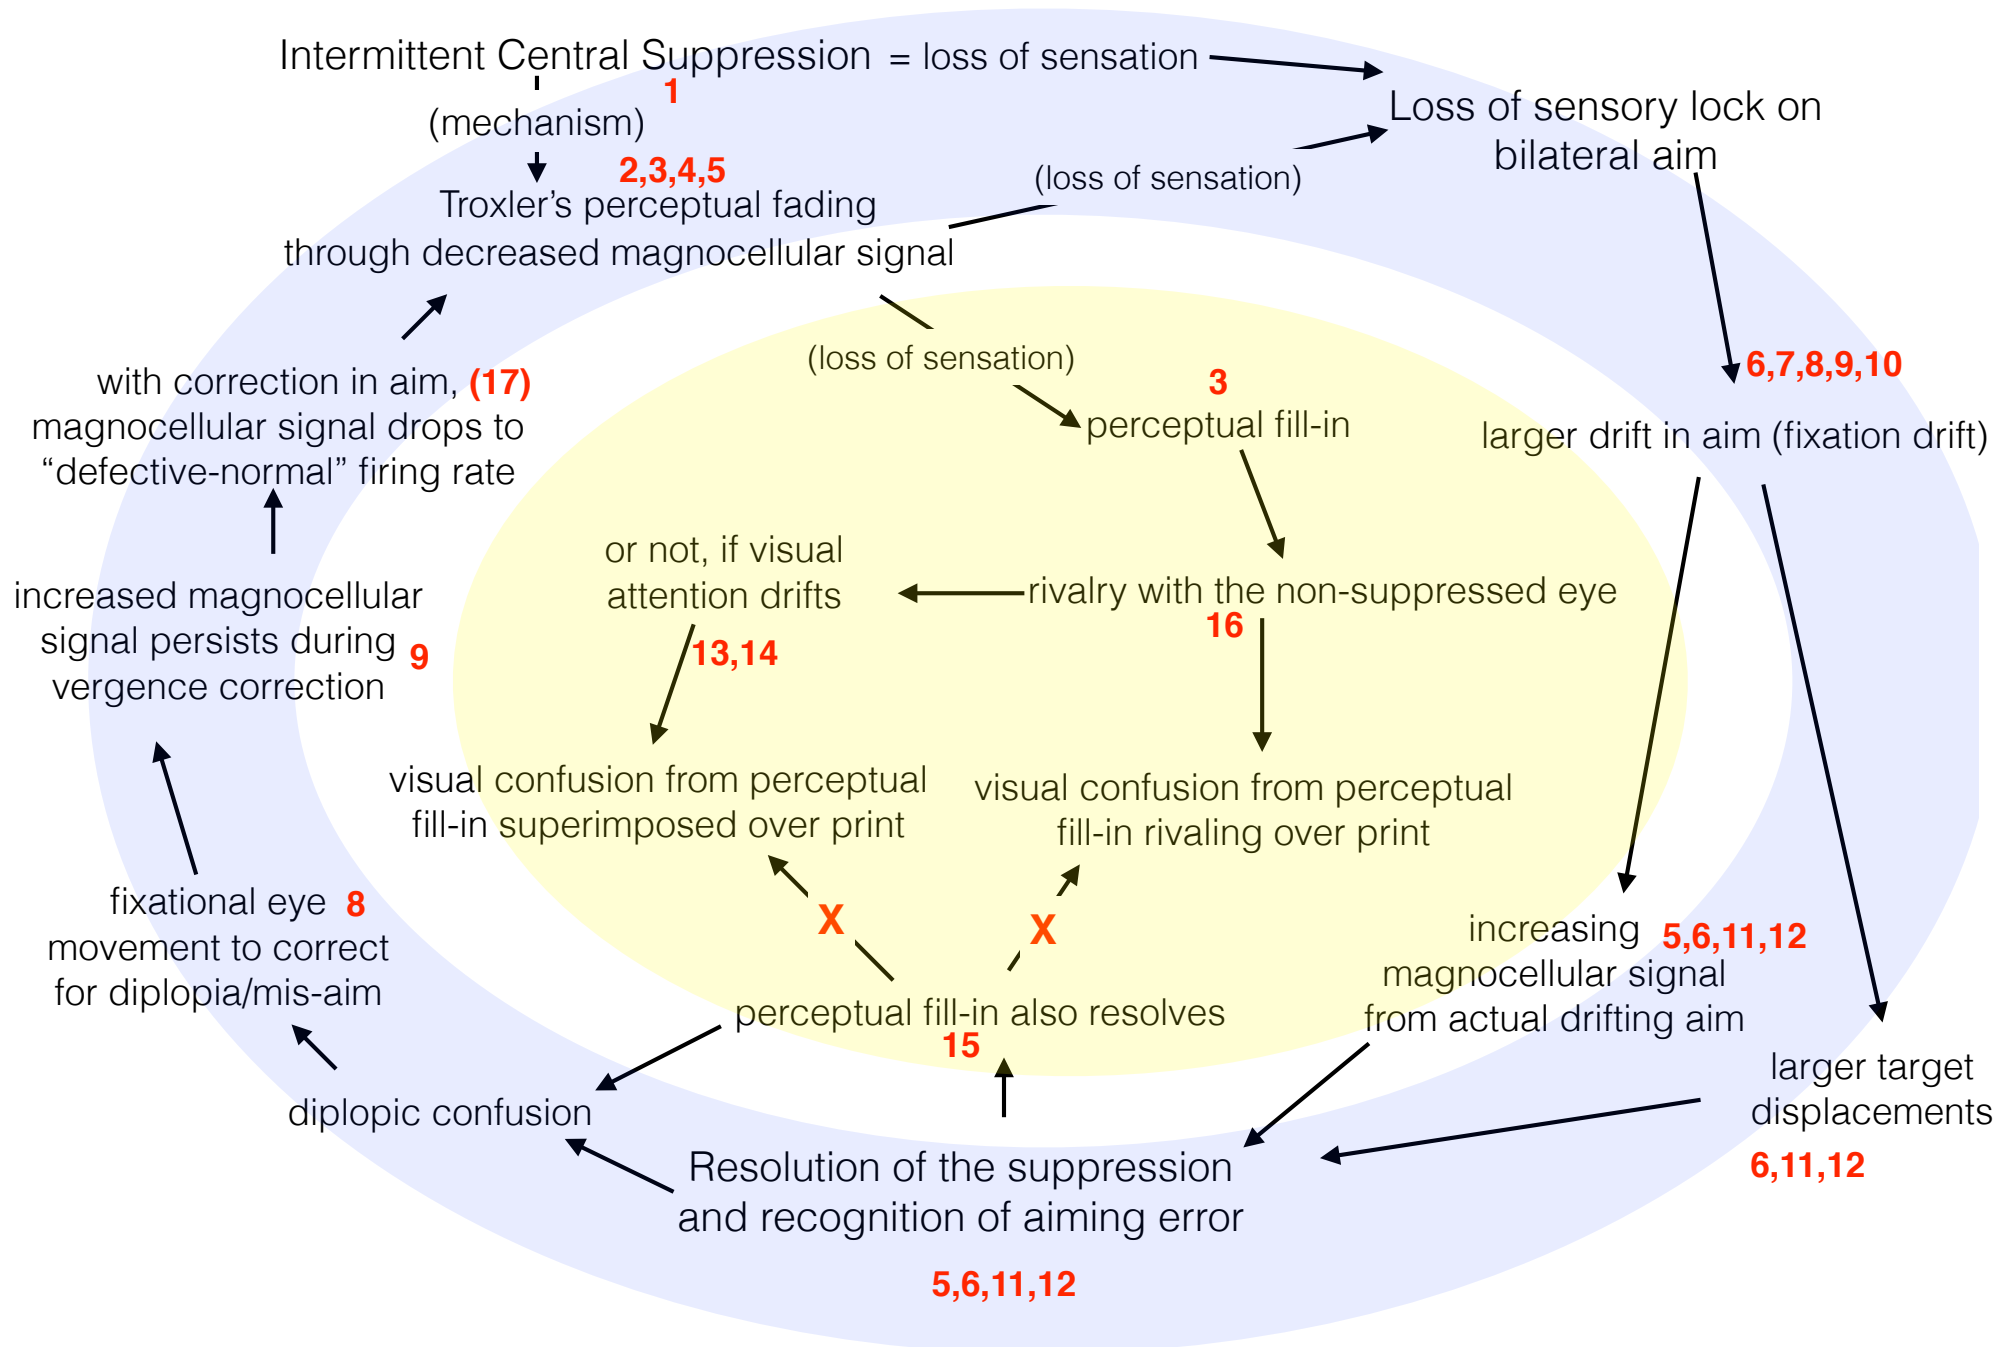 Intermittent Central Suppression = loss of sensation
1
(mechanism)
2,3,4,5
Troxler's perceptual fading
through decreased magnocellular signal
(loss of sensation)
Loss of sensory lock on
bilateral aim
6,7,8,9,10
larger drift in aim (fixation drift)
(loss of sensation)
3
perceptual fill-in
rivalry with the non-suppressed eye
16
or not, if visual
attention drifts
13,14
visual confusion from perceptual
fill-in superimposed over print
visual confusion from perceptual
fill-in rivaling over print
X
X
perceptual fill-in also resolves
15
increasing 5,6,11,12
magnocellular signal
from actual drifting aim
larger target
displacements
6,11,12
Resolution of the suppression
and recognition of aiming error
5,6,11,12
diplopic confusion
fixational eye 8
movement to correct
for diplopia/mis-aim
increased magnocellular
signal persists during 9
vergence correction
with correction in aim, (17)
magnocellular signal drops to
“defective-normal” firing rate